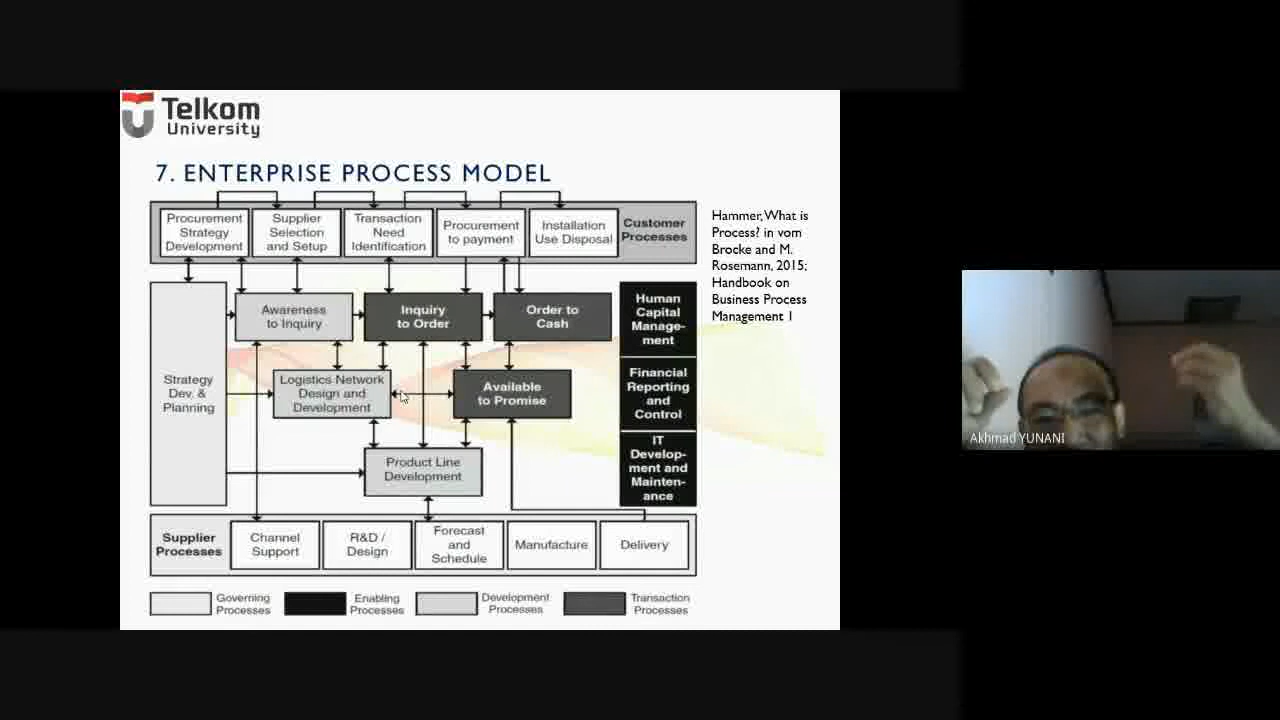 Telkom
University
7. ENTERPRISE PROCESS MODEL
Procurement
Strategy
Development
Supplier
Selection
and Setup
Transaction
Need
Identification
Procurement
to payment
Installation
Use Disposal
Customer
Processes
Hammer, What is
Process? in vom
Brocke and M.
Rosemann, 2015;
Handbook on
Business Process
Management 1
Strategy
Dev. &
Planning
Awareness
to Inquiry
Inquiry
to Order
Order to
Cash
Human
Capital
Manage-
ment
Logistics Network
Design and
Development
Available
to Promise
Financial
Reporting
and
Control
Product Line
Development
IT
Develop-
ment and
Mainten-
ance
Supplier
Processes
Channel
Support
R&D /
Design
Forecast
and
Schedule
Manufacture
Delivery
Governing
Processes
Enabling
Processes
Development
Processes
Transaction
Processes
Akhmad YUNANI